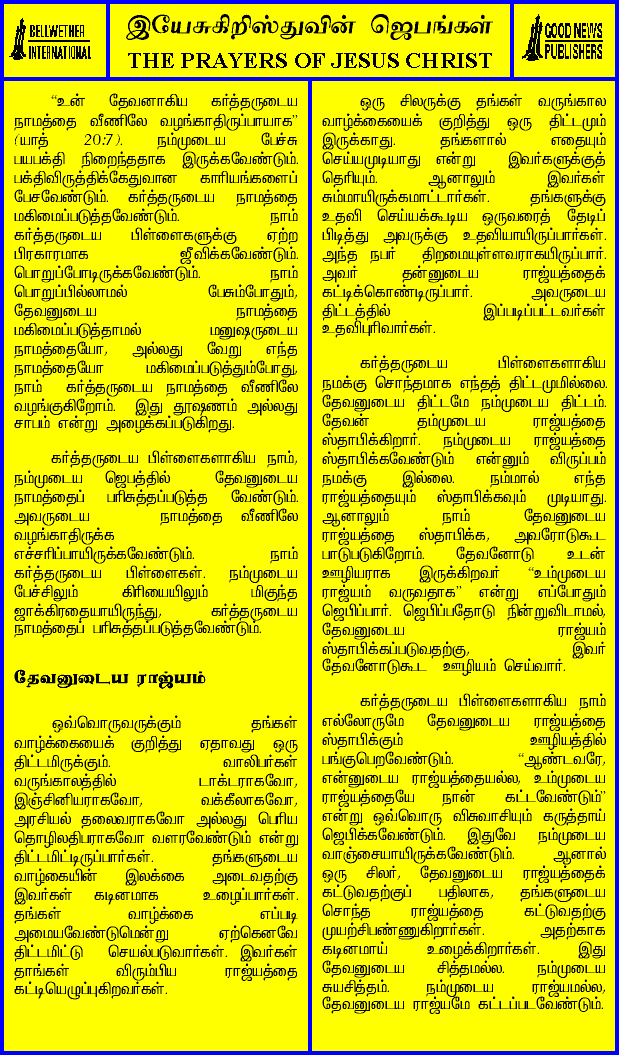 BELLWETHER
INTERNATIONAL
இயேசுகிறிஸ்துவின் ஜெபங்கள்
THE PRAYERS OF JESUS CHRIST
GOOD NEWS
PUBLISHERS
“உன் தேவனாகிய கர்த்தருடைய
நாமத்தை வீணிலே வழங்காதிருப்பாயாக”
(யாத் 20:7). நம்முடைய பேச்சு
பயபக்தி நிறைந்ததாக இருக்கவேண்டும்.
பக்திவிருத்திக்கேதுவான காரியங்களைப்
பேசவேண்டும். கர்த்தருடைய நாமத்தை
மகிமைப்படுத்தவேண்டும். நாம்
கர்த்தருடைய பிள்ளைகளுக்கு ஏற்ற
பிரகாரமாக ஜீவிக்கவேண்டும்.
பொறுப்போடிருக்கவேண்டும். நாம்
பொறுப்பில்லாமல் பேசும்போதும்,
தேவனுடைய நாமத்தை
மகிமைப்படுத்தாமல் மனுஷருடைய
நாமத்தையோ, அல்லது வேறு எந்த
நாமத்தையோ மகிமைப்படுத்தும்போது,
நாம் கர்த்தருடைய நாமத்தை வீணிலே
வழங்குகிறோம். இது தூஷணம் அல்லது
சாபம் என்று அழைக்கப்படுகிறது.
கர்த்தருடைய பிள்ளைகளாகிய நாம்,
நம்முடைய ஜெபத்தில் தேவனுடைய
நாமத்தைப் பரிசுத்தப்படுத்த வேண்டும்.
அவருடைய நாமத்தை வீணிலே
வழங்காதிருக்க
எச்சரிப்பாயிருக்கவேண்டும். நாம்
கர்த்தருடைய பிள்ளைகள். நம்முடைய
பேச்சிலும் கிரியையிலும் மிகுந்த
ஜாக்கிரதையாயிருந்து, கர்த்தருடைய
நாமத்தைப் பரிசுத்தப்படுத்தவேண்டும்.
தேவனுடைய ராஜ்யம்
ஒவ்வொருவருக்கும் தங்கள்
வாழ்க்கையைக் குறித்து ஏதாவது ஒரு
திட்டமிருக்கும். வாலிபர்கள்
வருங்காலத்தில் டாக்டராகவோ,
இஞ்சினியராகவோ, வக்கீலாகவோ,
அரசியல் தலைவராகவோ அல்லது பெரிய
தொழிலதிபராகவோ வளரவேண்டும் என்று
திட்டமிட்டிருப்பார்கள். தங்களுடைய
வாழ்கையின் இலக்கை அடைவதற்கு
இவர்கள் கடினமாக உழைப்பார்கள்.
தங்கள் வாழ்க்கை எப்படி
அமையவேண்டுமென்று ஏற்கெனவே
திட்டமிட்டு செயல்படுவார்கள். இவர்கள்
தாங்கள் விரும்பிய ராஜ்யத்தை
கட்டியெழுப்புகிறவர்கள்.
ஒரு சிலருக்கு தங்கள் வருங்கால
வாழ்க்கையைக் குறித்து ஒரு திட்டமும்
இருக்காது. தங்களால் எதையும்
செய்யமுடியாது என்று இவர்களுக்குத்
தெரியும். ஆனாலும் இவர்கள்
சும்மாயிருக்கமாட்டார்கள். தங்களுக்கு
உதவி செய்யக்கூடிய ஒருவரைத் தேடிப்
பிடித்து அவருக்கு உதவியாயிருப்பார்கள்.
அந்த நபர் திறமையுள்ளவராகயிருப்பார்.
அவர் தன்னுடைய ராஜ்யத்தைக்
கட்டிக்கொண்டிருப்பார். அவருடைய
திட்டத்தில் இப்படிப்பட்டவர்கள்
உதவிபுரிவார்கள்.
கர்த்தருடைய பிள்ளைகளாகிய
நமக்கு சொந்தமாக எந்தத் திட்டமுமில்லை.
தேவனுடைய திட்டமே நம்முடைய திட்டம்.
தேவன் தம்முடைய ராஜ்யத்தை
ஸ்தாபிக்கிறார். நம்முடைய ராஜ்யத்தை
ஸ்தாபிக்கவேண்டும் என்னும் விருப்பம்
நமக்கு இல்லை. நம்மால் எந்த
ராஜ்யத்தையும் ஸ்தாபிக்கவும் முடியாது.
ஆனாலும் நாம் தேவனுடைய
ராஜ்யத்தை ஸ்தாபிக்க, அவரோடுகூட
பாடுபடுகிறோம். தேவனோடு உடன்
ஊழியராக இருக்கிறவர் “உம்முடைய
ராஜ்யம் வருவதாக” என்று எப்போதும்
ஜெபிப்பார். ஜெபிப்பதோடு நின்றுவிடாமல்,
தேவனுடைய ராஜ்யம்
ஸ்தாபிக்கப்படுவதற்கு, இவர்
தேவனோடுகூட ஊழியம் செய்வார்.
கர்த்தருடைய பிள்ளைகளாகிய நாம்
எல்லோருமே தேவனுடைய ராஜ்யத்தை
ஸ்தாபிக்கும் ஊழியத்தில்
பங்குபெறவேண்டும். “ஆண்டவரே,
என்னுடைய ராஜ்யத்தையல்ல, உம்முடைய
ராஜ்யத்தையே நான் கட்டவேண்டும்”
என்று ஒவ்வொரு விசுவாசியும் கருத்தாய்
ஜெபிக்கவேண்டும். இதுவே நம்முடைய
வாஞ்சையாயிருக்கவேண்டும். ஆனால்
ஒரு சிலர், தேவனுடைய ராஜ்யத்தைக்
கட்டுவதற்குப் பதிலாக, தங்களுடைய
சொந்த ராஜ்யத்தை கட்டுவதற்கு
முயற்சிபண்ணுகிறார்கள். அதற்காக
கடினமாய் உழைக்கிறார்கள். இது
தேவனுடைய சித்தமல்ல. நம்முடைய
சுயசித்தம். நம்முடைய ராஜ்யமல்ல,
தேவனுடைய ராஜ்யமே கட்டப்படவேண்டும்.